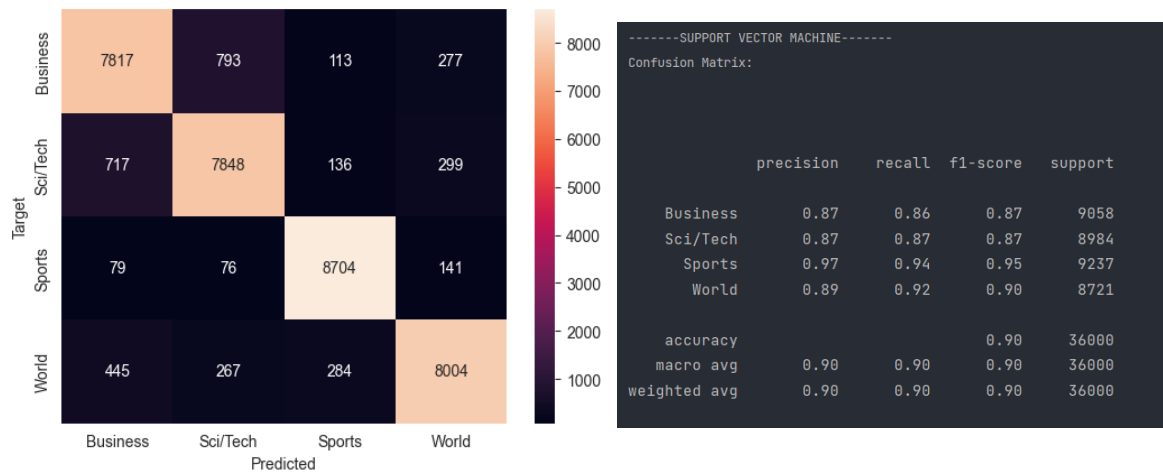 Business 7817 793 113 277
Sci/Tech 717 7848 136 299
Sports 79 76 8704 141
World 445 267 284 8004
Target
Business Sci/Tech Sports World
Predicted
8000
7000
6000
5000
4000
3000
2000
1000
-------SUPPORT VECTOR MACHINE-------
Confusion Matrix:
precision recall f1-score support
Business 0.87 0.86 0.87 9058
Sci/Tech 0.87 0.87 0.87 8984
Sports 0.97 0.94 0.95 9237
World 0.89 0.92 0.90 8721
accuracy 0.90 36000
macro avg 0.90 0.90 0.90 36000
weighted avg 0.90 0.90 0.90 36000